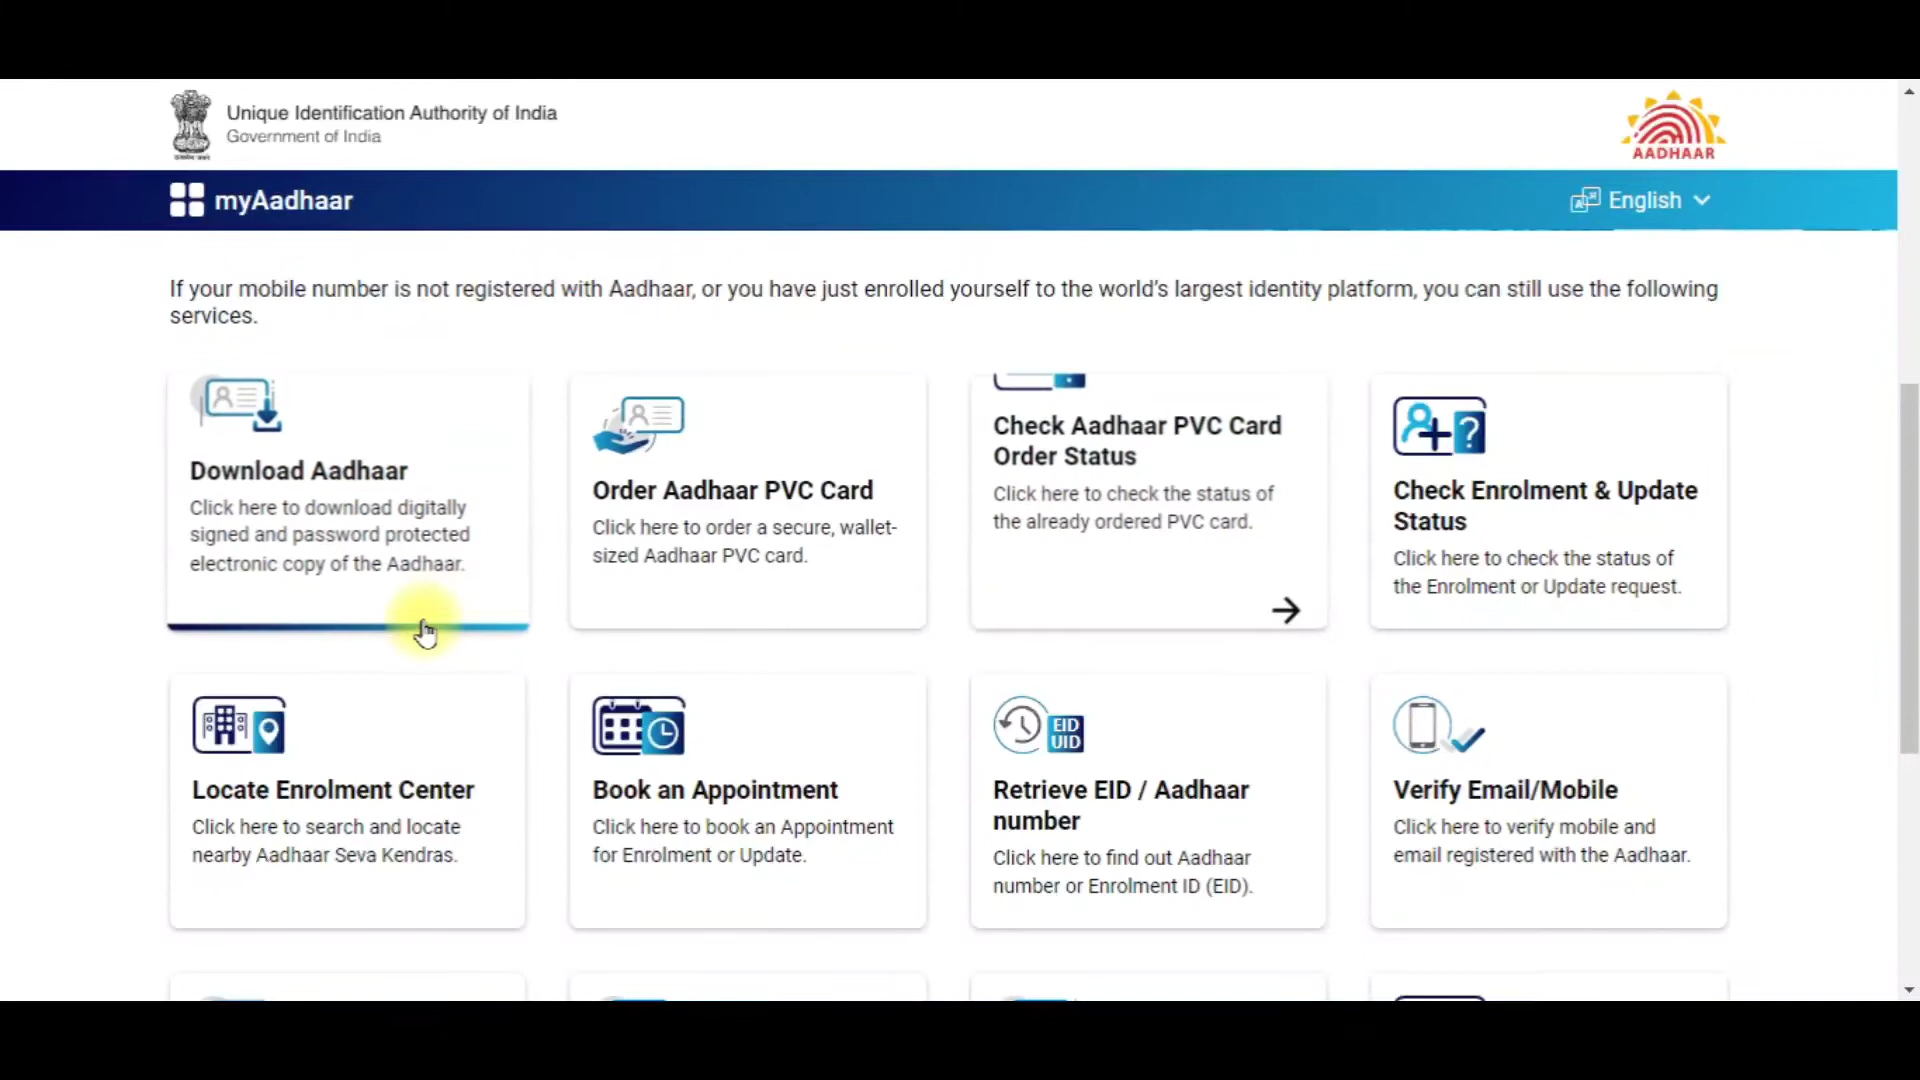 Unique Identification Authority of India
Government of India
AADHAAR
myAadhaar
English
If your mobile number is not registered with Aadhaar, or you have just enrolled yourself to the world's largest identity platform, you can still use the following
services.
Download Aadhaar
Click here to download digitally
signed and password protected
electronic copy of the Aadhaar.
Order Aadhaar PVC Card
Click here to order a secure, wallet-
sized Aadhaar PVC card.
Check Aadhaar PVC Card
Order Status
Click here to check the status of
the already ordered PVC card.
Check Enrolment & Update
Status
Click here to check the status of
the Enrolment or Update request.
Locate Enrolment Center
Click here to search and locate
nearby Aadhaar Seva Kendras.
Book an Appointment
Click here to book an Appointment
for Enrolment or Update.
EID
UID
Retrieve EID / Aadhaar
number
Click here to find out Aadhaar
number or Enrolment ID (EID).
Verify Email/Mobile
Click here to verify mobile and
email registered with the Aadhaar.